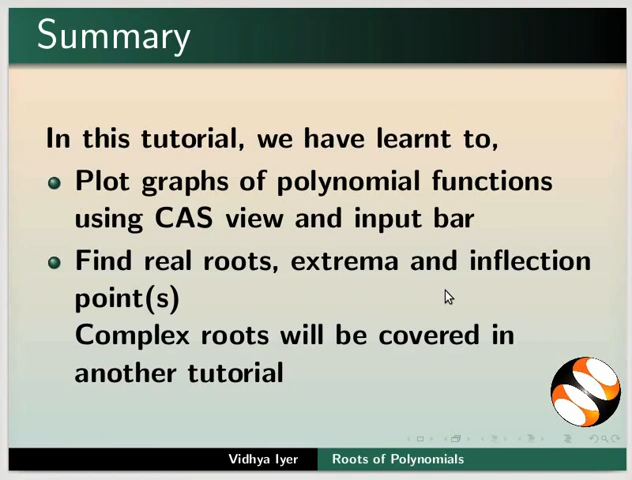 Summary
In this tutorial, we have learnt to,
Plot graphs of polynomial functions
using CAS view and input bar
Find real roots, extrema and inflection
point(s)
Complex roots will be covered in
another tutorial
Vidhya Iyer
Roots of Polynomials